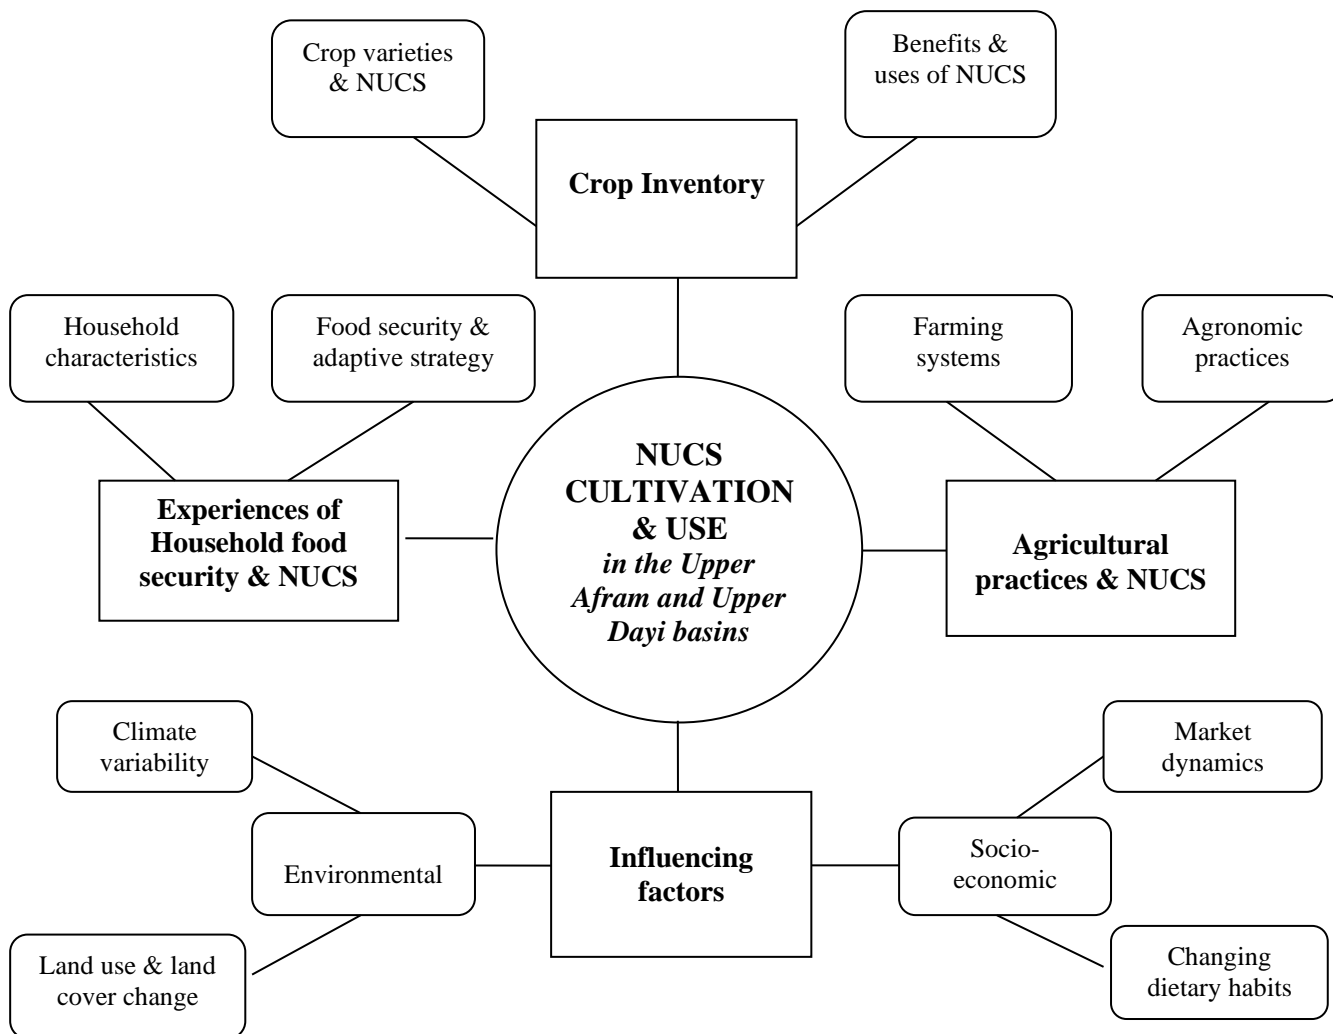 Crop varieties
& NUCS
Benefits &
uses of NUCS
Crop Inventory
Household
characteristics
Food security &
adaptive strategy
Farming
systems
Agronomic
practices
NUCS
CULTIVATION
& USE
in the Upper
Afram and Upper
Dayi basins
Experiences of
Household food
security & NUCS
Agricultural
practices & NUCS
Climate
variability
Market
dynamics
Environmental
Influencing
factors
Socio-
economic
Land use & land
cover change
Changing
dietary habits